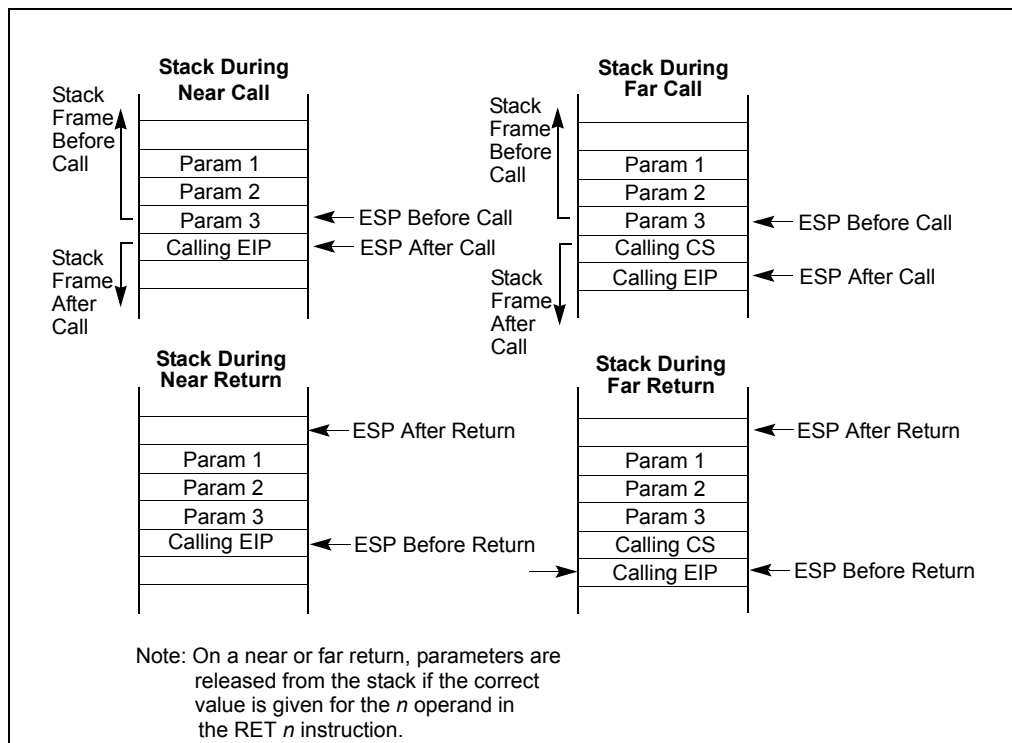 Stack During
Near Call
Stack
Frame
Before
Call
Param 1
Param 2
Param 3
ESP Before Call
Calling EIP
ESP After Call
Stack
Frame
After
Call
Stack During
Far Call
Stack
Frame
Before
Call
Param 1
Param 2
Param 3
ESP Before Call
Calling CS
Calling EIP
ESP After Call
Stack
Frame
After
Call
Stack During
Near Return
ESP After Return
Param 1
Param 2
Param 3
Calling EIP
ESP Before Return
Stack During
Far Return
ESP After Return
Param 1
Param 2
Param 3
Calling CS
Calling EIP
ESP Before Return
Note: On a near or far return, parameters are
released from the stack if the correct
value is given for the n operand in
the RET n instruction.